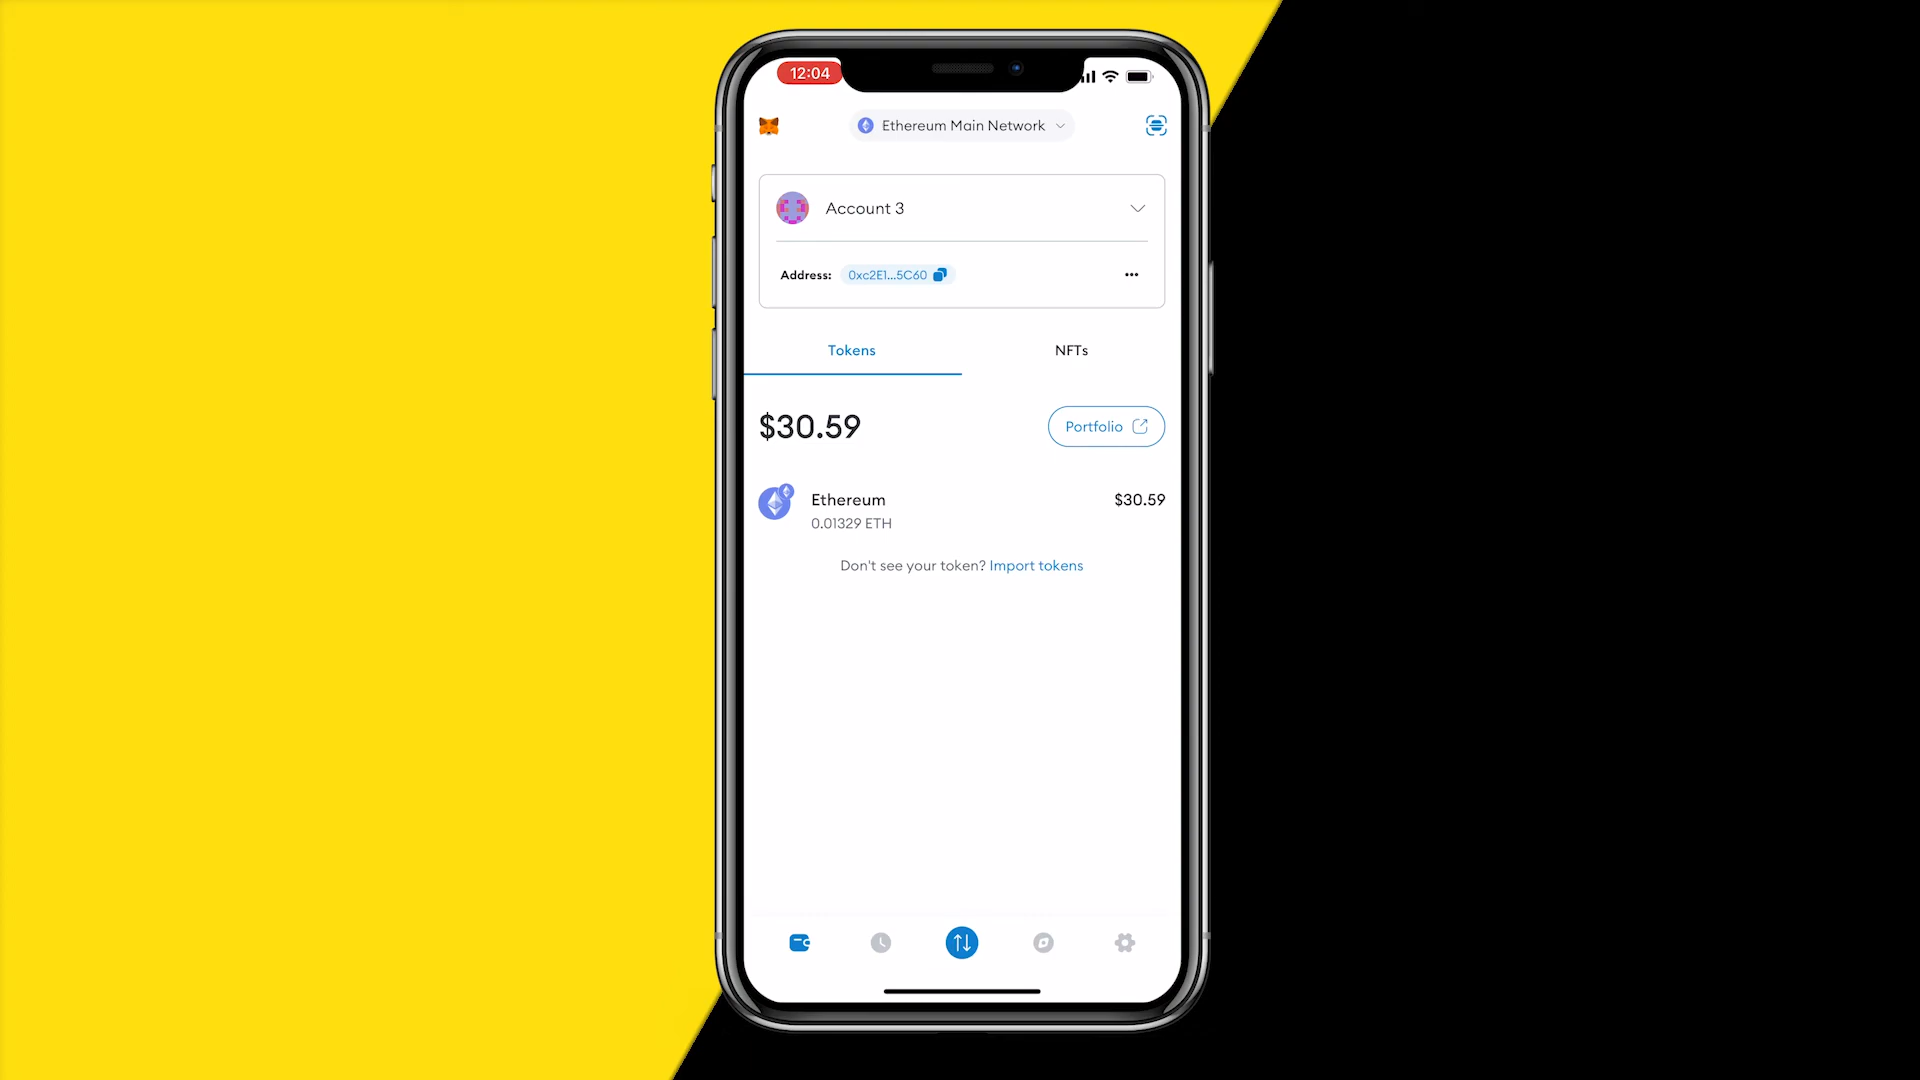 12:04
Ethereum Main Network
Account 3
Address: 0xc2E1...5C60
Tokens NFTs
$30.59 Portfolio
Ethereum $30.59
0.01329 ETH
Don't see your token? Import tokens